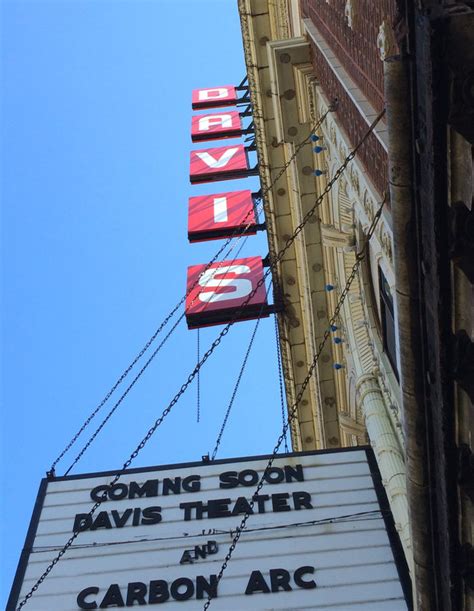 DAVIS
COMING SOON
DAVIS THEATER
AND
CARBON ARC